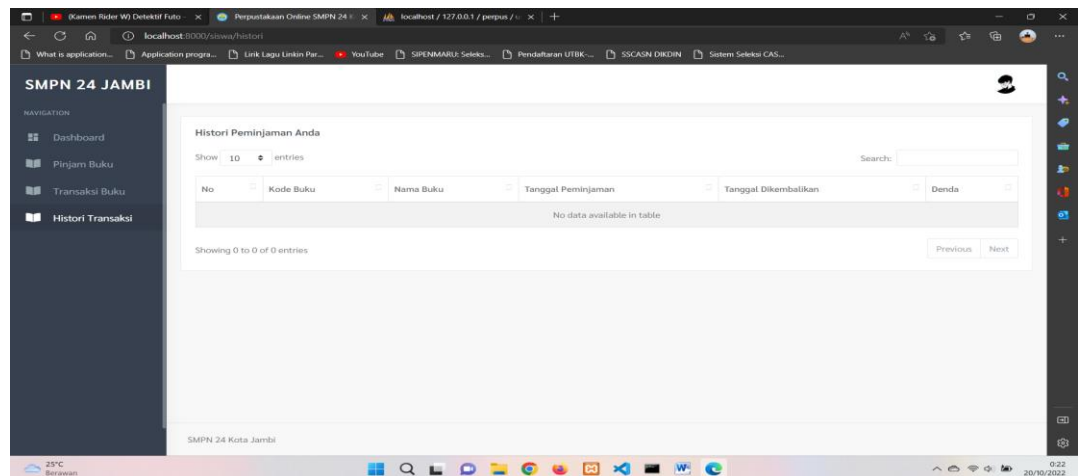 (Kamen Rider W) Detektif Futo - Perpustakaan Online SMPN 24 localhost / 127.0.0.1 / perpus /
localhost:8000/siswa/histori
What is application... Application progra... Link Lagu Linkin Par... YouTube SIPENMARU: Seleks... Pendaftaran UTBK-... SSCASN DIKDIN Sistem Seleksi CAS...
SMPN 24 JAMBI
NAVIGATION
Dashboard
Pinjam Buku
Transaksi Buku
Histori Transaksi
Histori Peminjaman Anda
Show 10 entries Search:
No Kode Buku Nama Buku Tanggal Peminjaman Tanggal Dikembalikan Denda
No data available in table
Showing 0 to 0 of 0 entries Previous Next
SMPN 24 Kota Jambi
25°C
Berawan
0:22
20/10/2022